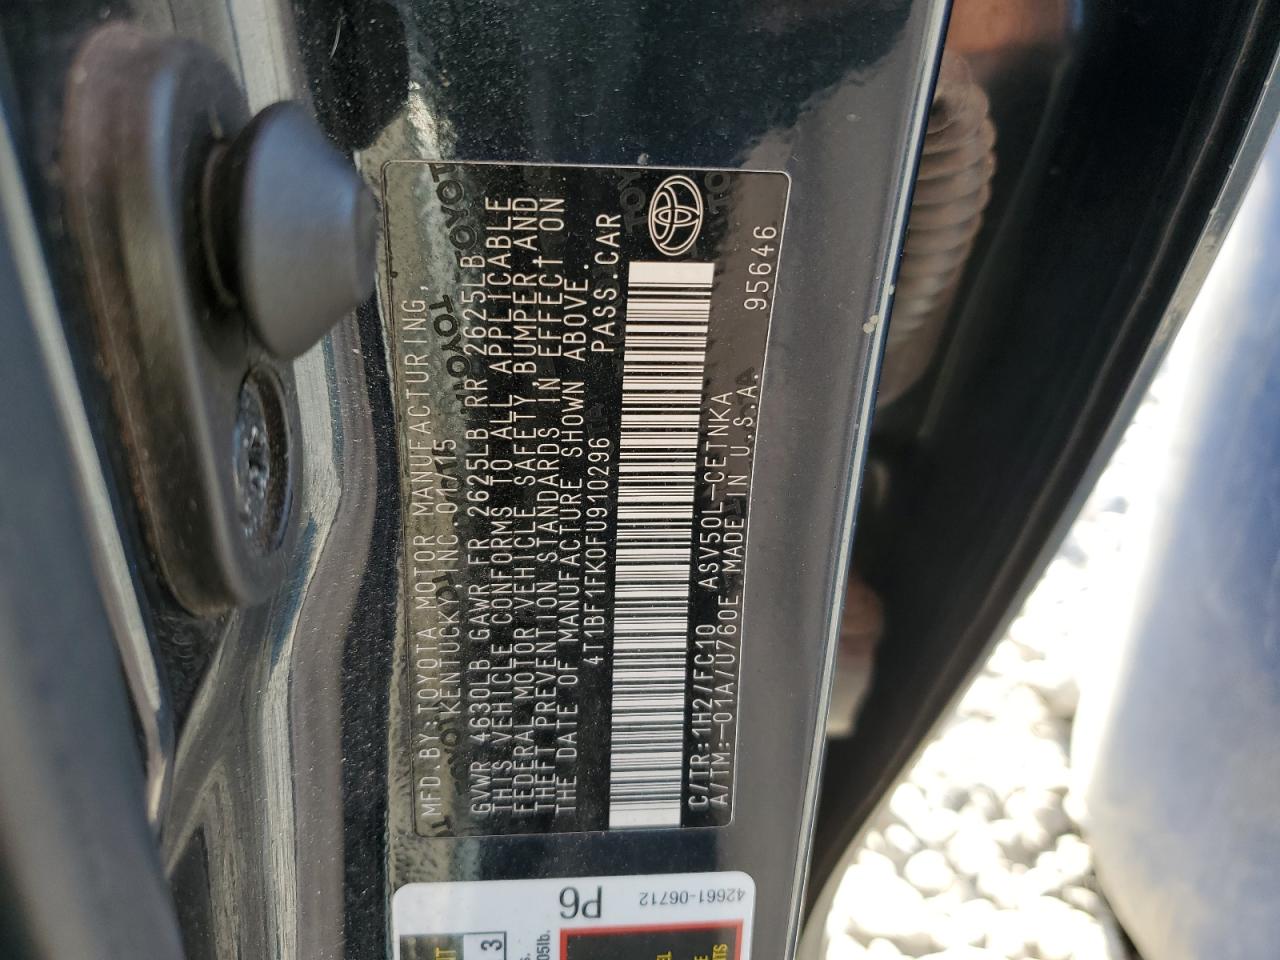 MFD.BY:TOYOTA MOTOR MANUFACTURING,
KENTUCKY, INC. 01/15
GVWR 4630LB GAWR FR 2625LB RR 2625LB
THIS VEHICLE CONFORMS TO ALL APPLICABLE
FEDERAL MOTOR VEHICLE SAFETY, BUMPER AND
THEFT PREVENTION STANDARDS IN EFFECT ON
THE DATE OF MANUFACTURE SHOWN ABOVE.
4T1BF1FK0FU910296 PASS.CAR
C/TR:1H2/FC10 ASV50L-CETNKA
A/TM:-01A/U760E MADE IN U.S.A.
95646
P6
42661-06712
3
05lb.